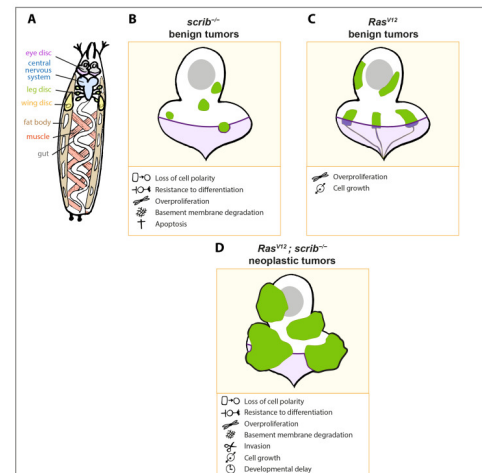 A
eye disc
central
nervous
system
leg disc
wing disc
fat body
muscle
gut
B
scrib⁻/⁻
benign tumors
Loss of cell polarity
Resistance to differentiation
Overproliferation
Basement membrane degradation
Apoptosis
C
Rasⱽ¹²
benign tumors
Overproliferation
Cell growth
D
Rasⱽ¹² ; scrib⁻/⁻
neoplastic tumors
Loss of cell polarity
Resistance to differentiation
Overproliferation
Basement membrane degradation
Invasion
Cell growth
Developmental delay